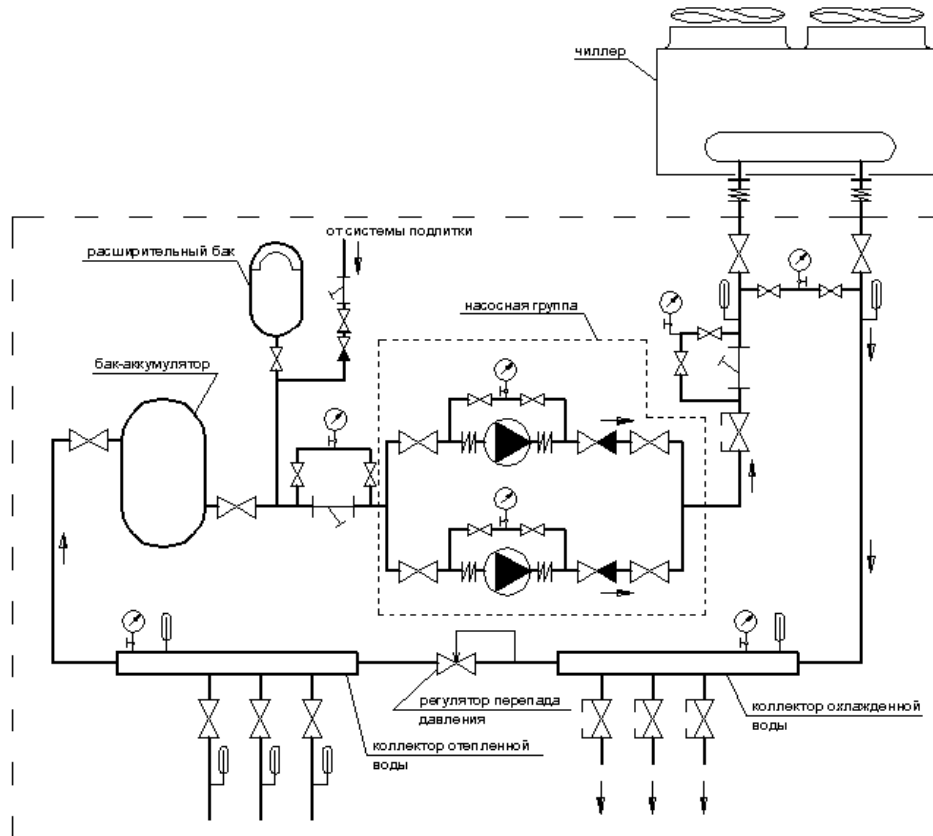 чиллер
от системы подпитки
расширительный бак
насосная группа
бак-аккумулятор
регулятор перепада
давления
коллектор охлажденной
воды
коллектор отепленной
воды